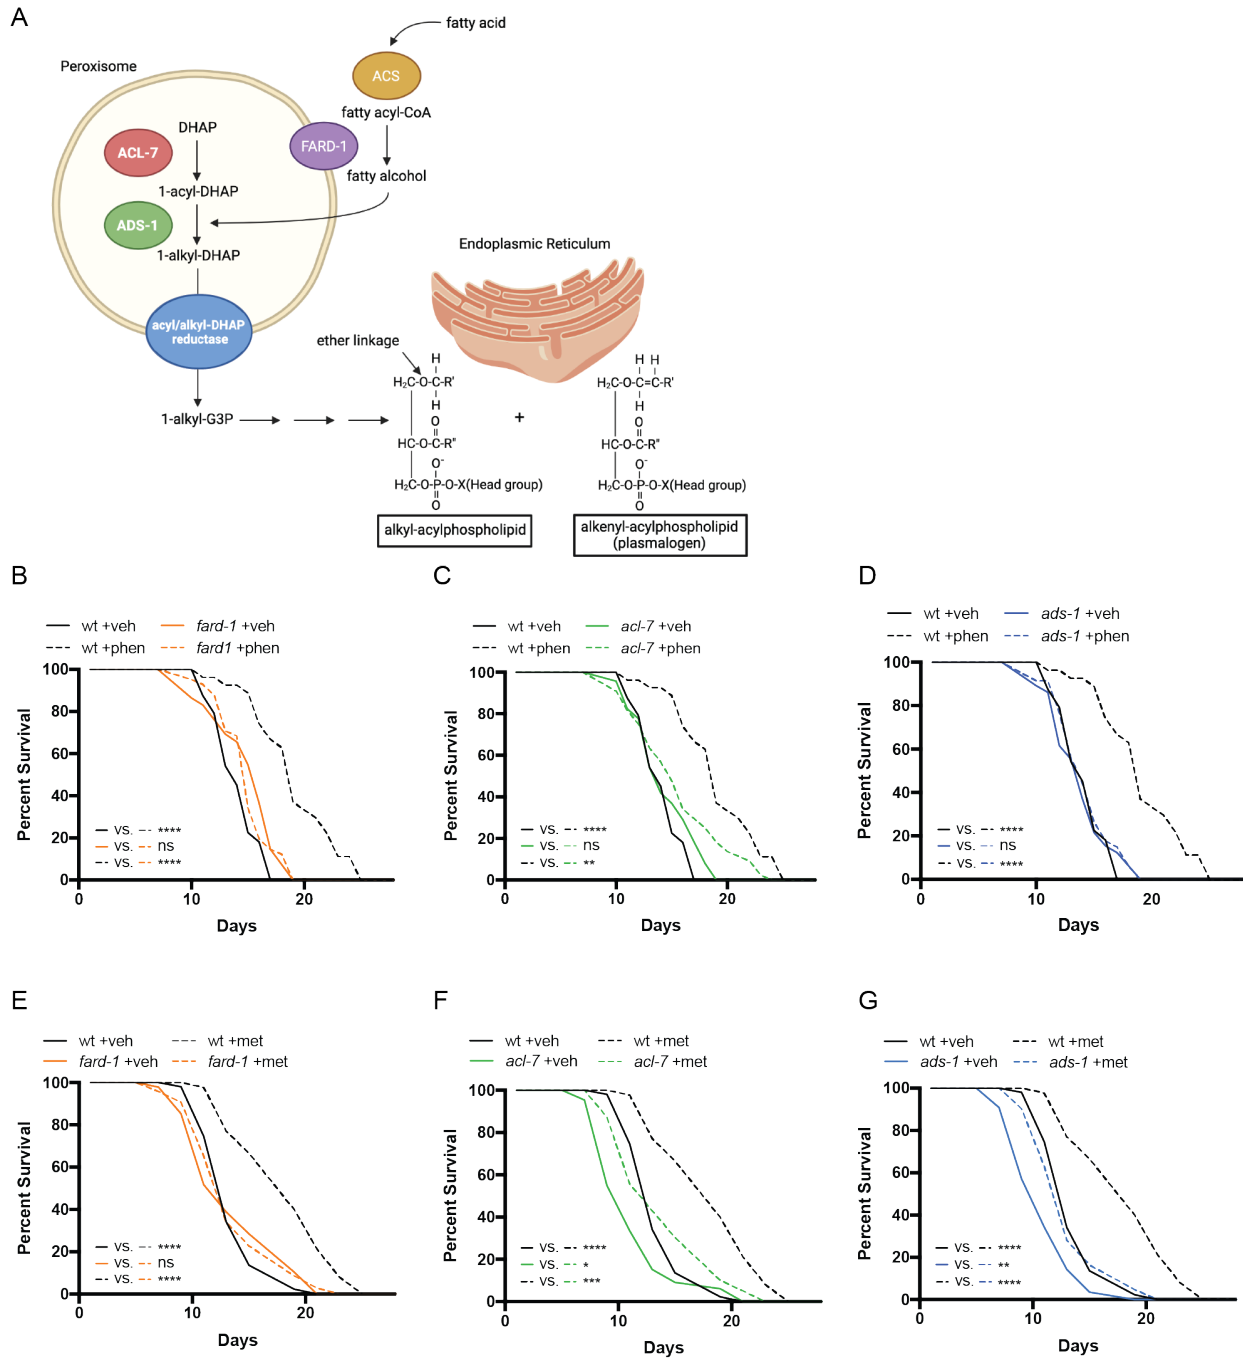 A
fatty acid
Peroxisome
ACS
fatty acyl-CoA
DHAP
ACL-7
FARD-1
fatty alcohol
1-acyl-DHAP
ADS-1
1-alkyl-DHAP
Endoplasmic Reticulum
acyl/alkyl-DHAP
reductase
ether linkage
H H H
H₂C-O-C-R' H₂C-O-C=C-R'
H H
1-alkyl-G3P
+
O O
HC-O-C-R" HC-O-C-R"
O⁻ O⁻
H₂C-O-P-O-X(Head group) H₂C-O-P-O-X(Head group)
O O
alkyl-acylphospholipid
alkenyl-acylphospholipid
(plasmalogen)
B
wt +veh fard-1 +veh
wt +phen fard1 +phen
100
80
60
40
20
0
Percent Survival
vs. ****
vs. ns
vs. ****
0 10 20
Days
C
wt +veh acl-7 +veh
wt +phen acl-7 +phen
100
80
60
40
20
0
Percent Survival
vs. ****
vs. ns
vs. **
0 10 20
Days
D
wt +veh ads-1 +veh
wt +phen ads-1 +phen
100
80
60
40
20
0
Percent Survival
vs. ****
vs. ns
vs. ****
0 10 20
Days
E
wt +veh wt +met
fard-1 +veh fard-1 +met
100
80
60
40
20
0
Percent Survival
vs. ****
vs. ns
vs. ****
0 10 20
Days
F
wt +veh wt +met
acl-7 +veh acl-7 +met
100
80
60
40
20
0
Percent Survival
vs. ****
vs. *
vs. ***
0 10 20
Days
G
wt +veh wt +met
ads-1 +veh ads-1 +met
100
80
60
40
20
0
Percent Survival
vs. ****
vs. **
vs. ****
0 10 20
Days